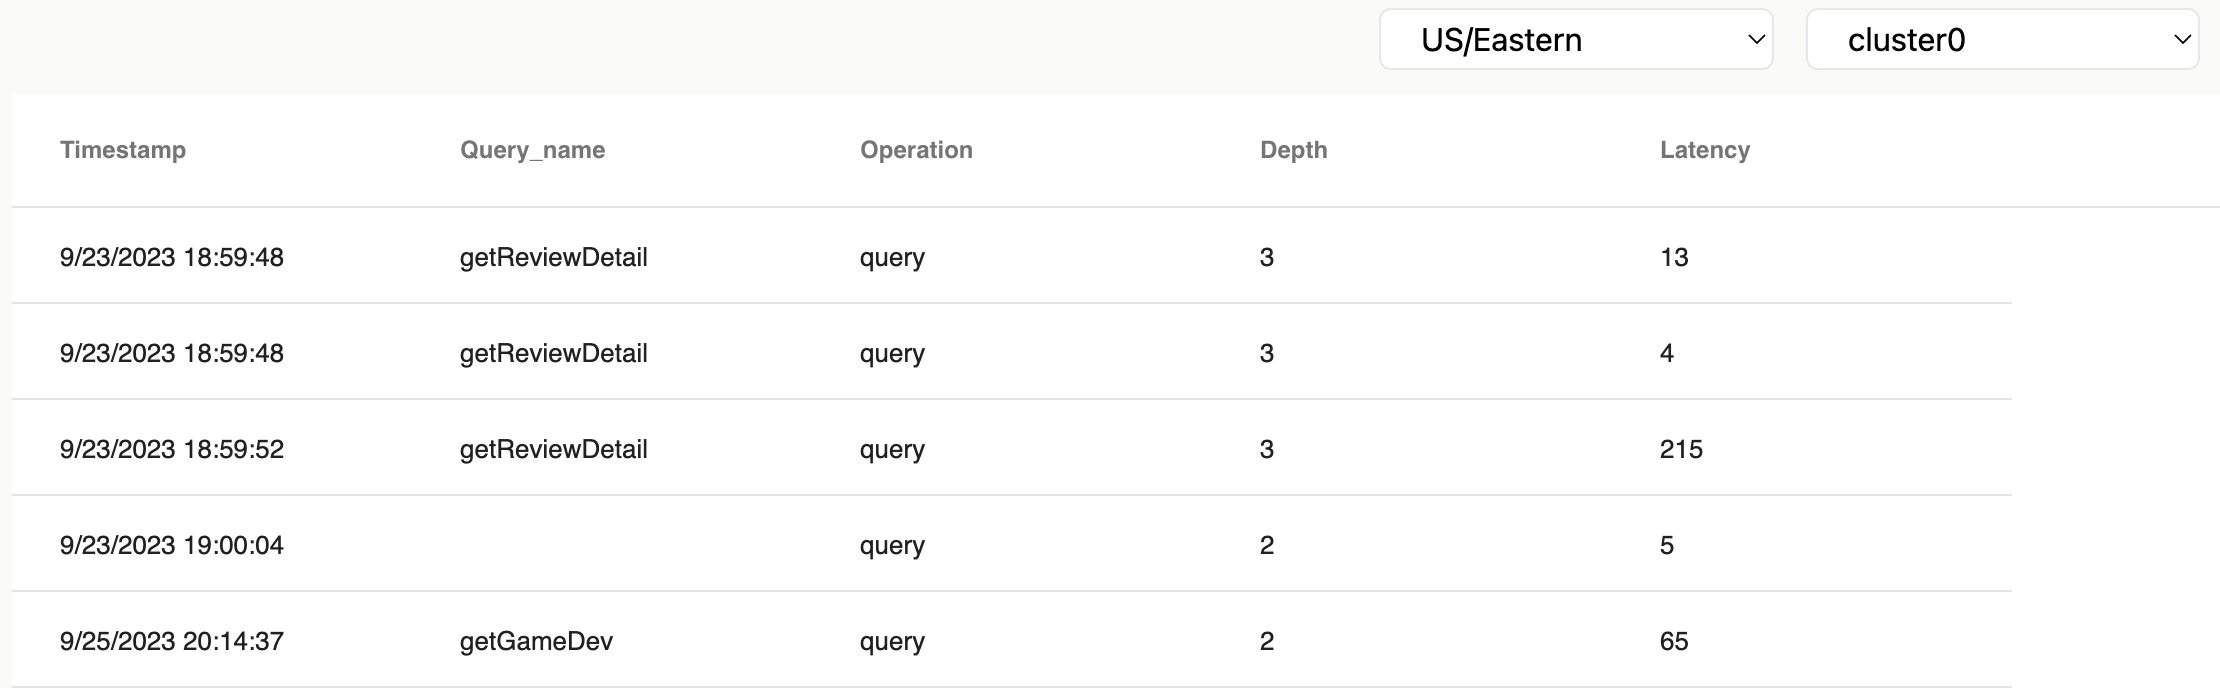 US/Eastern cluster0
Timestamp Query_name Operation Depth Latency
9/23/2023 18:59:48 getReviewDetail query 3 13
9/23/2023 18:59:48 getReviewDetail query 3 4
9/23/2023 18:59:52 getReviewDetail query 3 215
9/23/2023 19:00:04 query 2 5
9/25/2023 20:14:37 getGameDev query 2 65